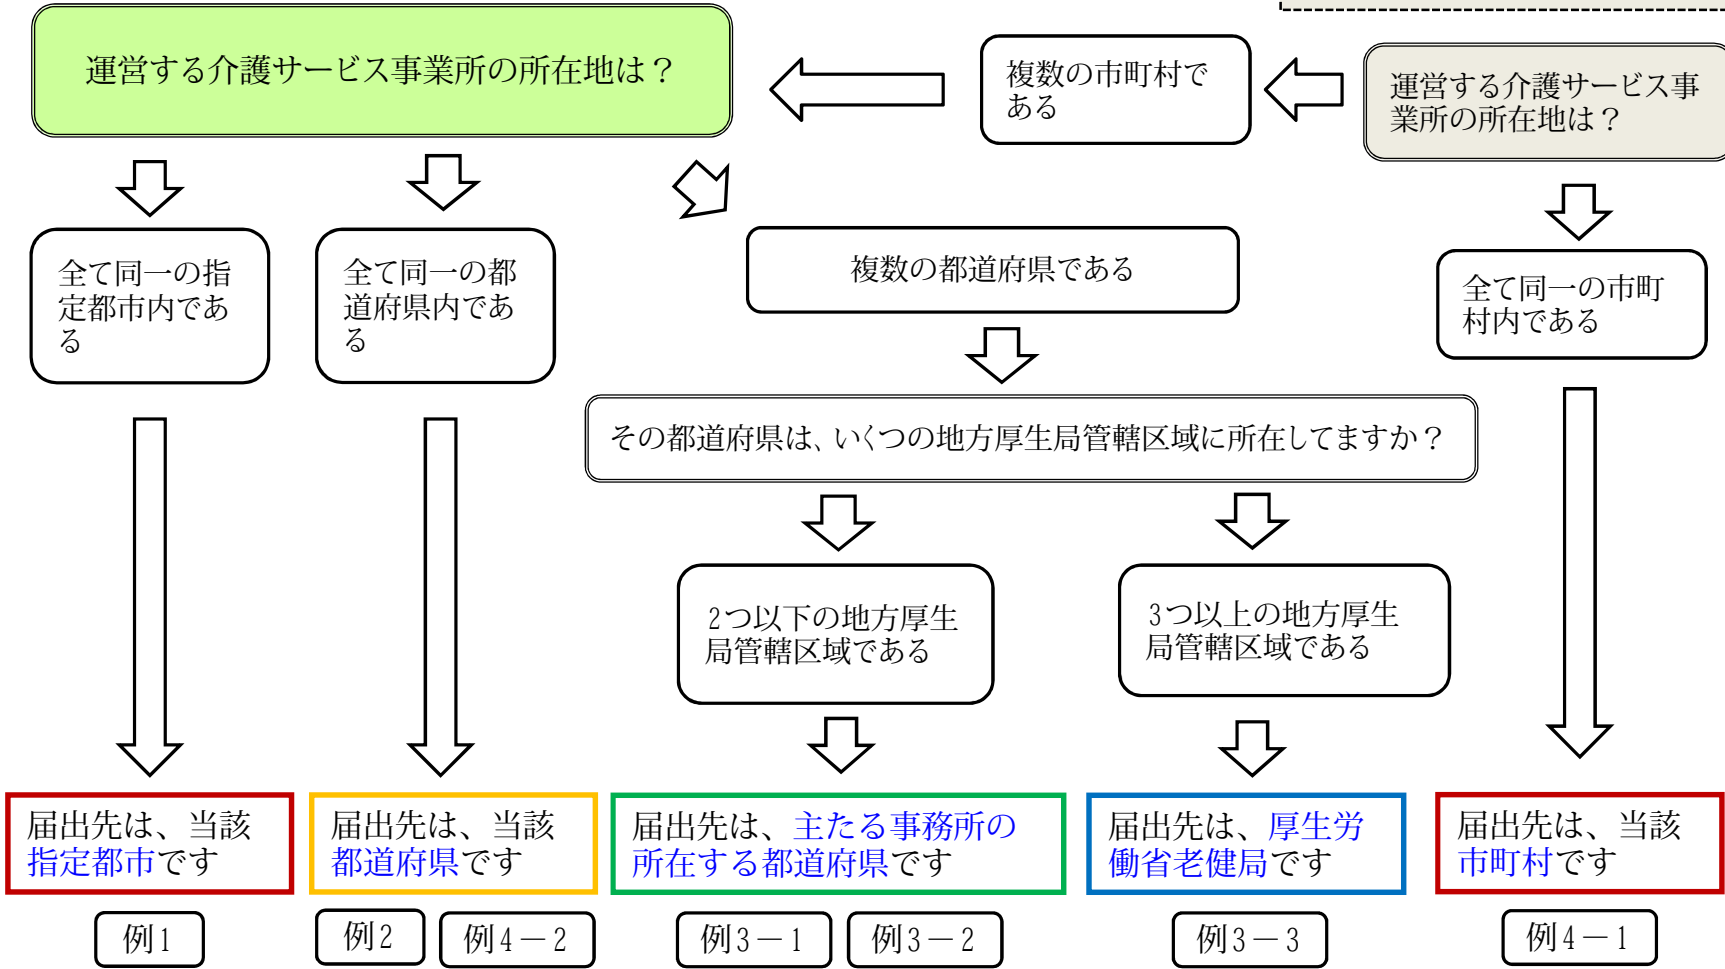 運営する介護サービス事業所の所在地は？
複数の市町村で
ある
運営する介護サービス事
業所の所在地は？
全て同一の指
定都市内であ
る
全て同一の都
道府県内であ
る
複数の都道府県である
全て同一の市町
村内である
その都道府県は、いくつの地方厚生局管轄区域に所在してますか？
2つ以下の地方厚生
局管轄区域である
3つ以上の地方厚生
局管轄区域である
届出先は、当該
指定都市です
届出先は、当該
都道府県です
届出先は、主たる事務所の
所在する都道府県です
届出先は、厚生労
働省老健局です
届出先は、当該
市町村です
例1
例2
例4－2
例3－1
例3－2
例3－3
例4－1